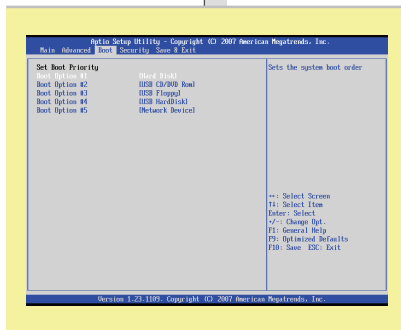 Aptio Setup Utility - Copyright (C) 2007 American Megatrends, Inc.
Main Advanced Boot Security Save & Exit
Set Boot Priority
Boot Option #1 [Hard Disk]
Boot Option #2 [USB CD/DVD Rom]
Boot Option #3 [USB Floppy]
Boot Option #4 [USB HardDisk]
Boot Option #5 [Network Device]
Sets the system boot order
↔: Select Screen
↑↓: Select Item
Enter: Select
+/-: Change Opt.
F1: General Help
F9: Optimized Defaults
F10: Save ESC: Exit
Version 1.23.1109. Copyright (C) 2007 American Megatrends, Inc.